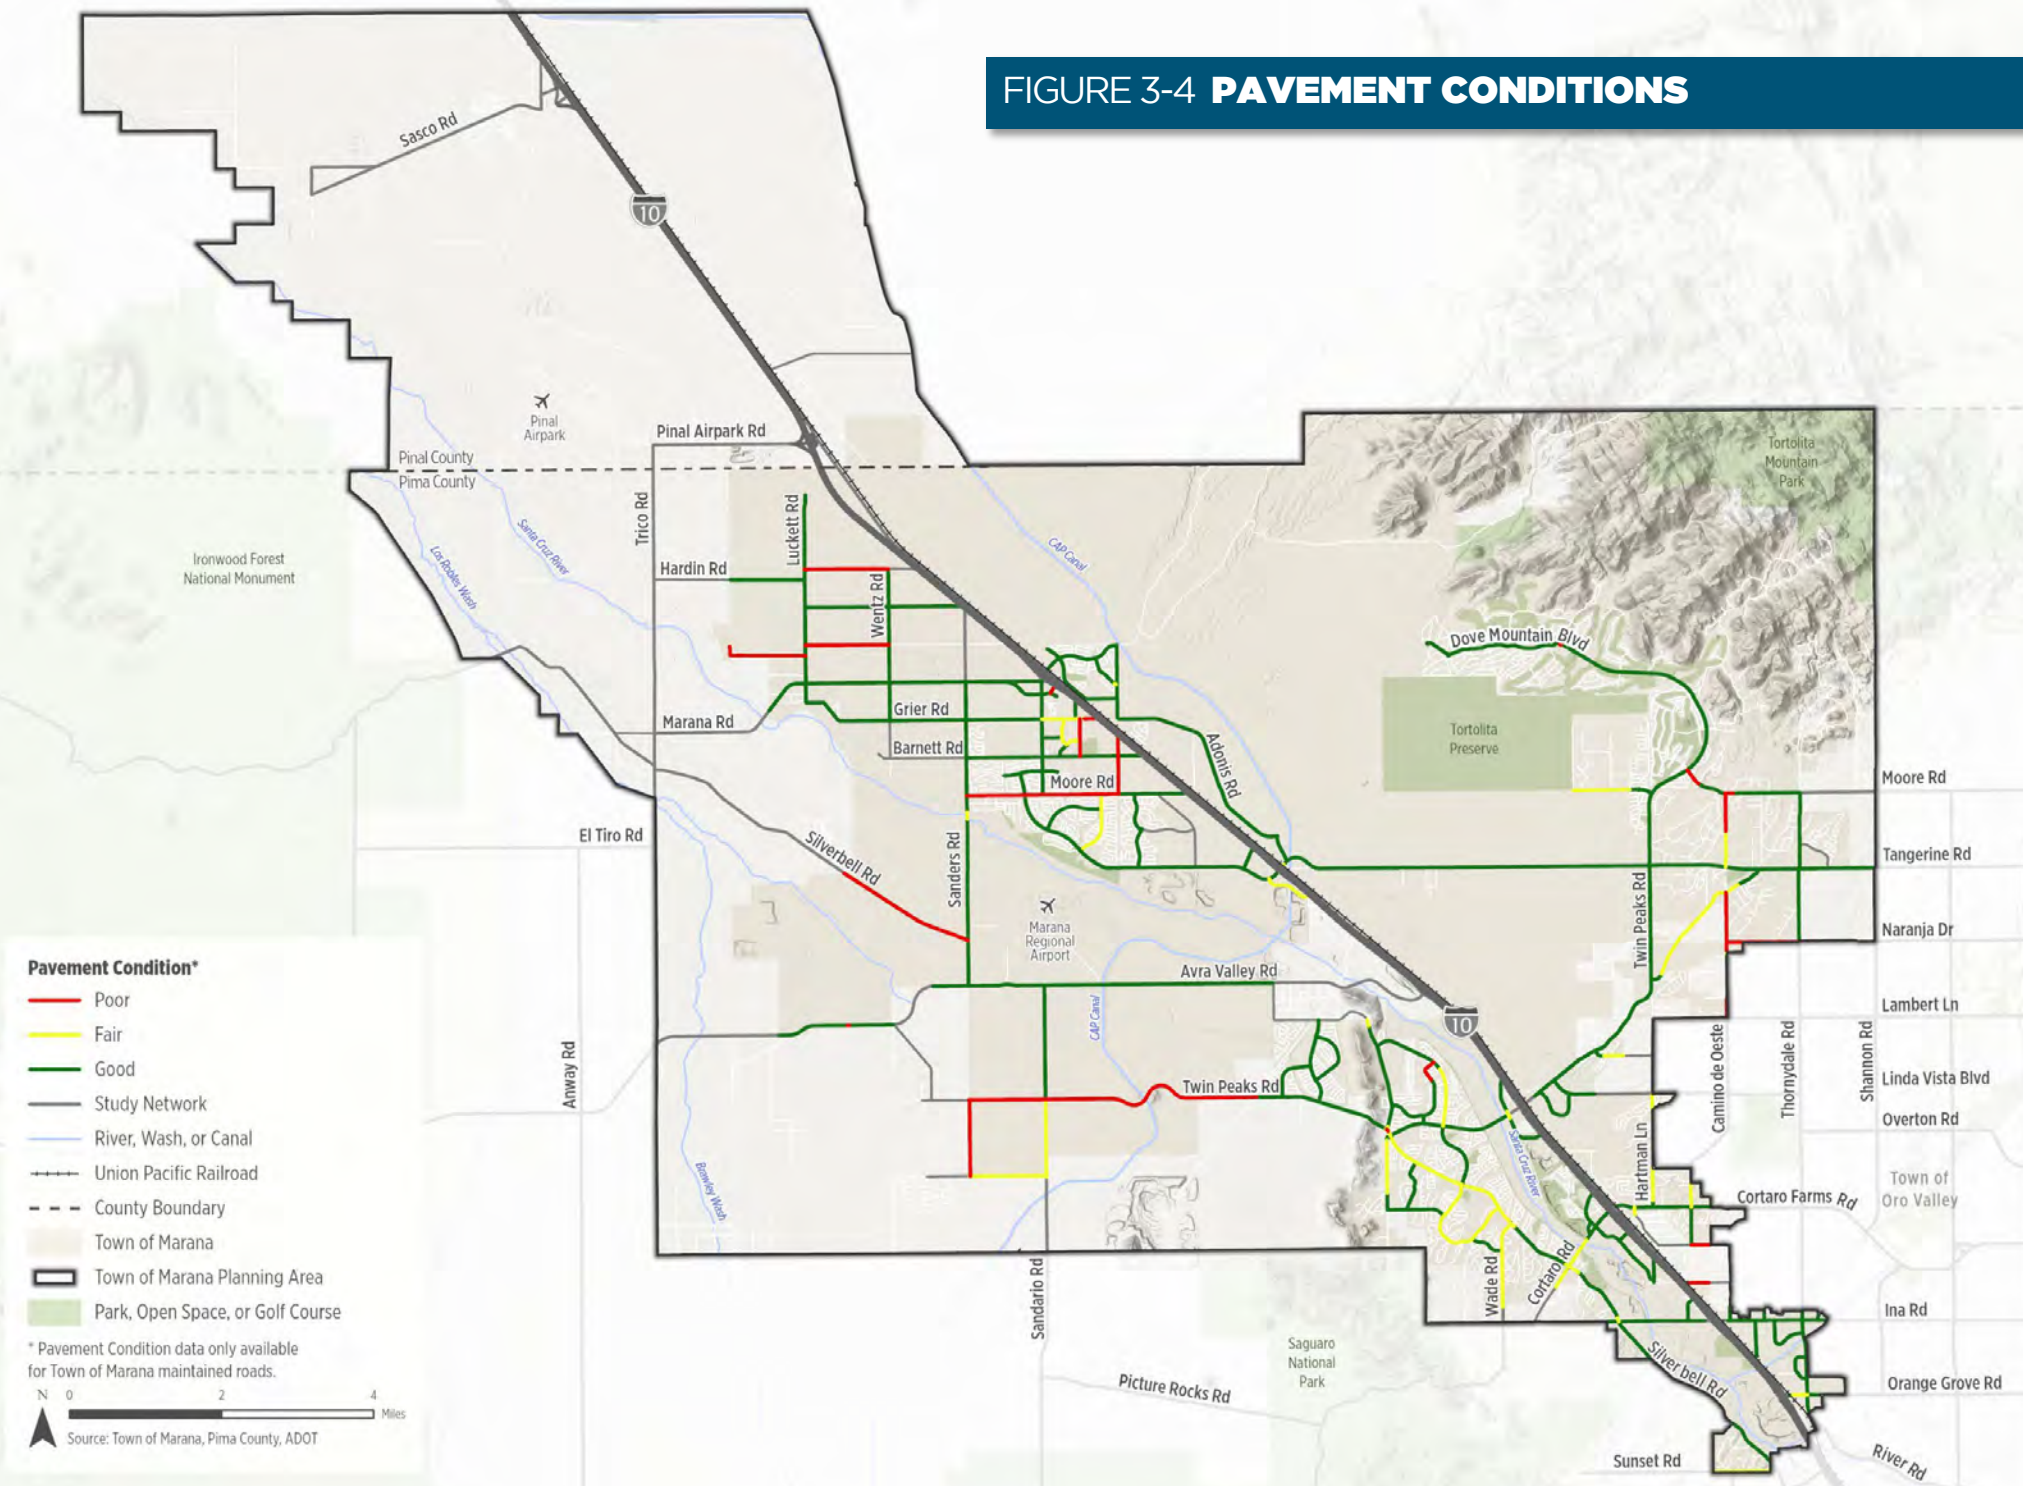 FIGURE 3-4 PAVEMENT CONDITIONS
Sasco Rd
10
Pinal
Airpark
Pinal Airpark Rd
Pinal County
Pima County
Tortolita
Mountain
Park
Trico Rd
Luckett Rd
Santa Cruz River
Los Robles Wash
CAP Canal
Ironwood Forest
National Monument
Hardin Rd
Wentz Rd
Dove Mountain Blvd
Grier Rd
Marana Rd
Barnett Rd
Adonis Rd
Tortolita
Preserve
Moore Rd
Moore Rd
El Tiro Rd
Silverbell Rd
Sanders Rd
Tangerine Rd
Twin Peaks Rd
Marana
Regional
Airport
Naranja Dr
Avra Valley Rd
CAP Canal
10
Lambert Ln
Anway Rd
Camino de Oeste
Thornydale Rd
Shannon Rd
Twin Peaks Rd
Linda Vista Blvd
Overton Rd
Santa Cruz River
Hartman Ln
Brawley Wash
Town of
Oro Valley
Cortaro Farms Rd
Sandario Rd
Wade Rd
Cortaro Rd
Ina Rd
Saguaro
National
Park
Silverbell Rd
Picture Rocks Rd
Orange Grove Rd
Sunset Rd
River Rd
Pavement Condition*
Poor
Fair
Good
Study Network
River, Wash, or Canal
Union Pacific Railroad
County Boundary
Town of Marana
Town of Marana Planning Area
Park, Open Space, or Golf Course
* Pavement Condition data only available
for Town of Marana maintained roads.
N 0 2 4
Miles
Source: Town of Marana, Pima County, ADOT